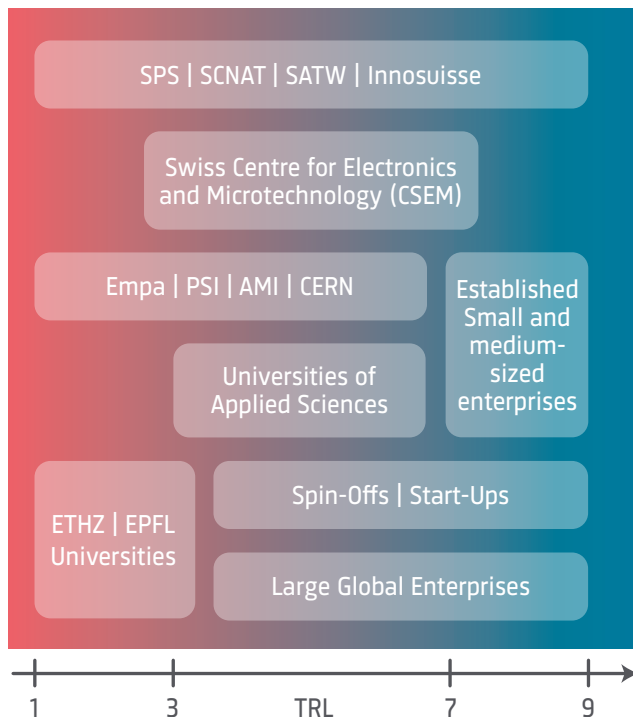 SPS | SCNAT | SATW | Innosuisse
Swiss Centre for Electronics
and Microtechnology (CSEM)
Empa | PSI | AMI | CERN
Established
Small and
medium-
sized
enterprises
Universities of
Applied Sciences
ETHZ | EPFL
Universities
Spin-Offs | Start-Ups
Large Global Enterprises
1 3 TRL 7 9